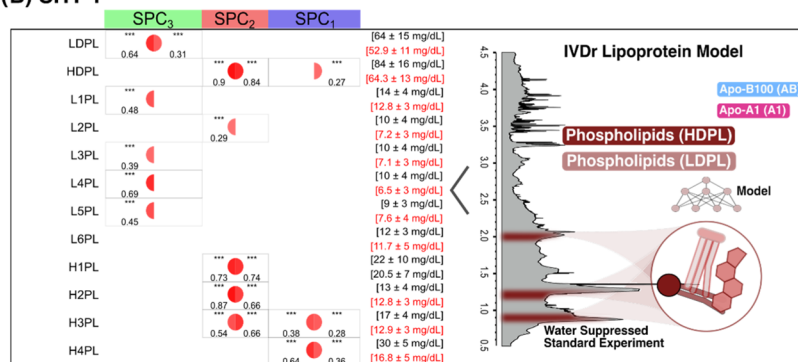 SPC3 SPC2 SPC1
LDPL *** *** 0.64 0.31 [64 ± 15 mg/dL]
[52.9 ± 11 mg/dL]
HDPL *** *** 0.9 0.84 *** 0.27 [84 ± 16 mg/dL]
[64.3 ± 13 mg/dL]
L1PL *** 0.48 [14 ± 4 mg/dL]
[12.8 ± 3 mg/dL]
L2PL *** 0.29 [10 ± 4 mg/dL]
[7.2 ± 3 mg/dL]
L3PL *** 0.39 [10 ± 4 mg/dL]
[7.1 ± 3 mg/dL]
L4PL *** 0.69 [10 ± 4 mg/dL]
[6.5 ± 3 mg/dL]
L5PL *** 0.45 [9 ± 3 mg/dL]
[7.6 ± 4 mg/dL]
L6PL [12 ± 3 mg/dL]
[11.7 ± 5 mg/dL]
H1PL *** *** 0.73 0.74 [22 ± 10 mg/dL]
[20.5 ± 7 mg/dL]
H2PL *** *** 0.87 0.66 [13 ± 4 mg/dL]
[12.8 ± 3 mg/dL]
H3PL *** *** 0.54 0.66 *** *** 0.38 0.28 [17 ± 4 mg/dL]
[12.9 ± 3 mg/dL]
H4PL *** *** 0.64 0.36 [30 ± 5 mg/dL]
[16.8 ± 5 mg/dL]
IVDr Lipoprotein Model
Apo-B100 (AB
Apo-A1 (A1)
Phospholipids (HDPL)
Phospholipids (LDPL)
Model
4.5
4.0
3.5
3.0
2.5
2.0
1.5
1.0
0.5
Water Suppressed
Standard Experiment